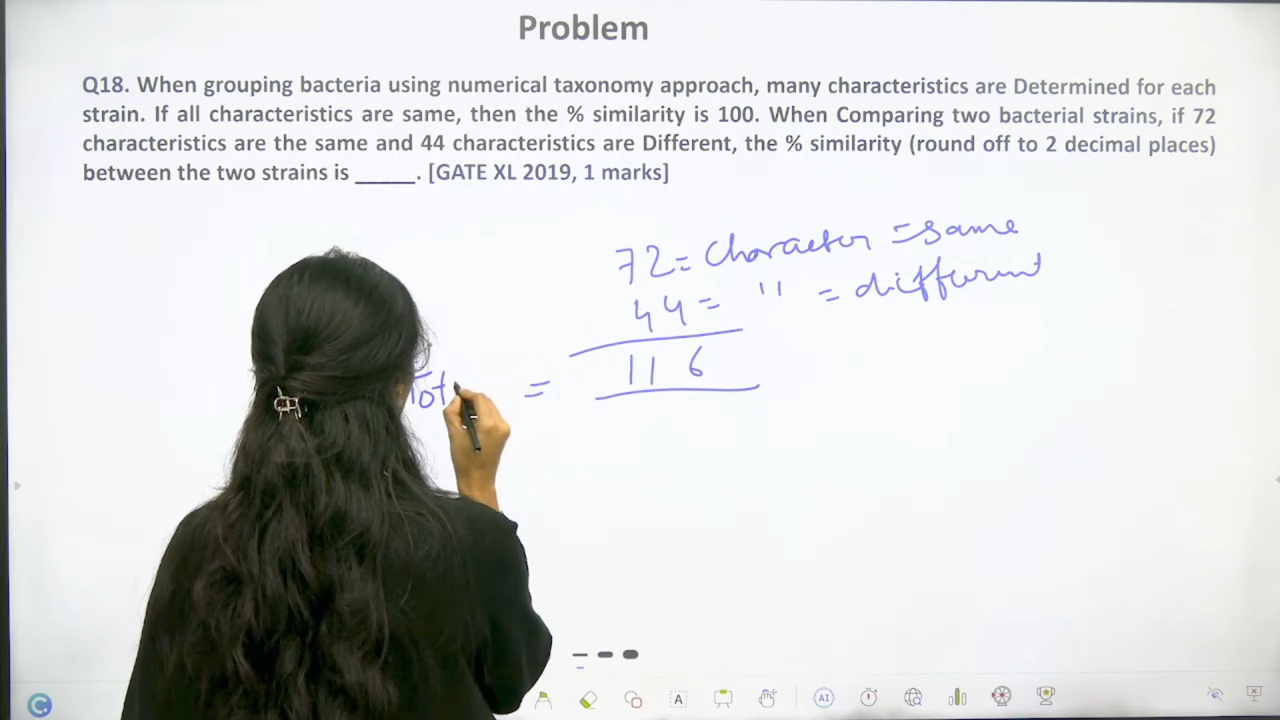 Problem
Q18. When grouping bacteria using numerical taxonomy approach, many characteristics are Determined for each
strain. If all characteristics are same, then the % similarity is 100. When Comparing two bacterial strains, if 72
characteristics are the same and 44 characteristics are Different, the % similarity (round off to 2 decimal places)
between the two strains is _____. [GATE XL 2019, 1 marks]
72 = Character = same
44 = " = different
Tot = 116
A
AI